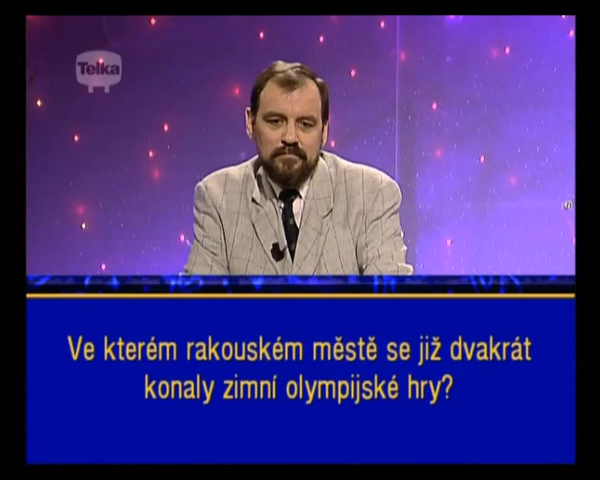 Telka
Ve kterém rakouském městě se již dvakrát
konaly zimní olympijské hry?